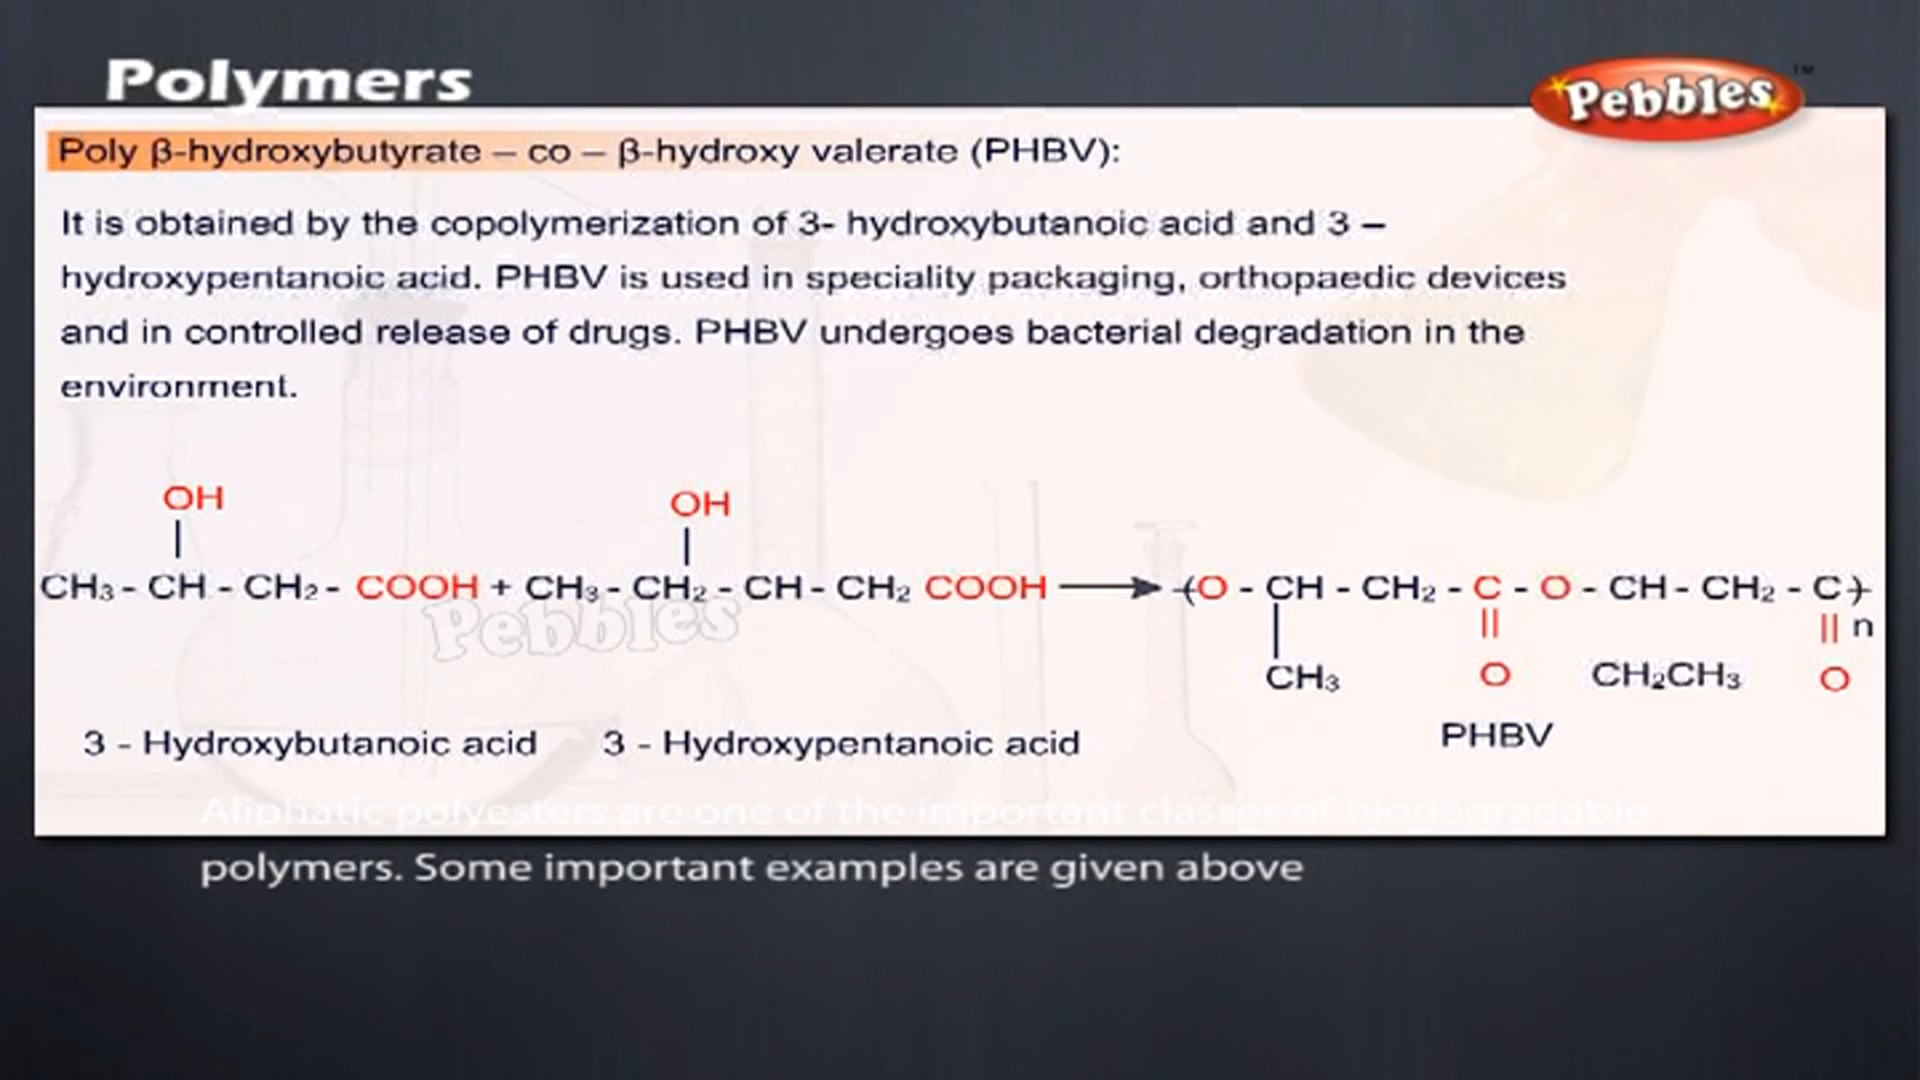 Polymers
Pebbles™
Poly β-hydroxybutyrate – co – β-hydroxy valerate (PHBV):
It is obtained by the copolymerization of 3- hydroxybutanoic acid and 3 –
hydroxypentanoic acid. PHBV is used in speciality packaging, orthopaedic devices
and in controlled release of drugs. PHBV undergoes bacterial degradation in the
environment.
OH OH
CH₃ - CH - CH₂ - COOH + CH₃ - CH₂ - CH - CH₂ COOH ⟶ (O - CH - CH₂ - C - O - CH - CH₂ - C)
n
CH₃ O CH₂CH₃ O
Pebbles
PHBV
3 - Hydroxybutanoic acid 3 - Hydroxypentanoic acid
Aliphatic polyesters are one of the important classes of biodegradable
polymers. Some important examples are given above